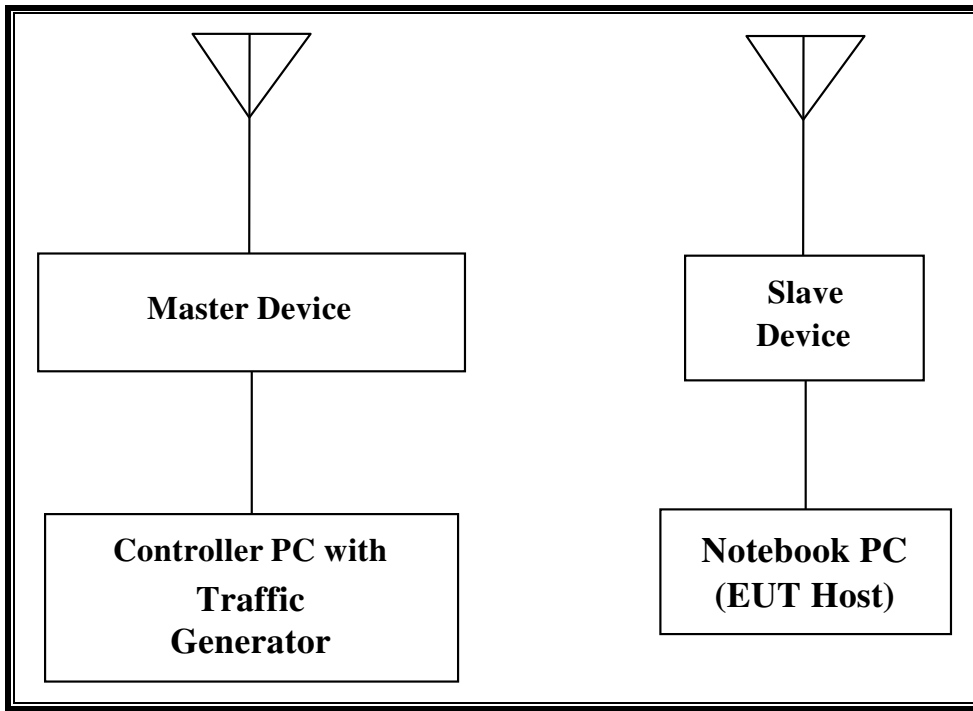 Master Device
Slave
Device
Controller PC with
Traffic
Generator
Notebook PC
(EUT Host)